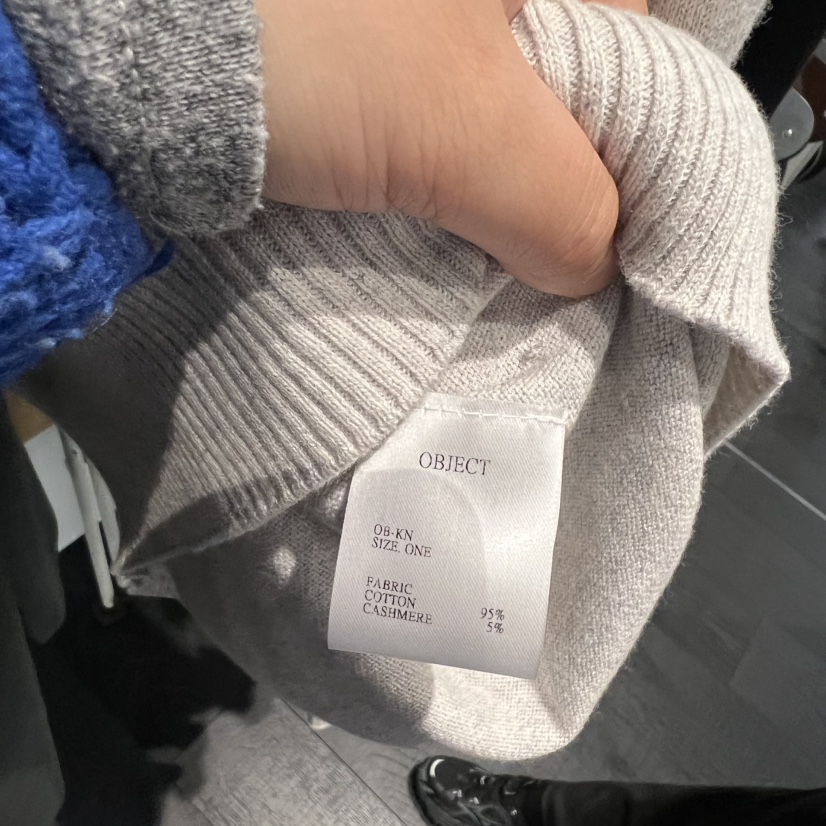 OBJECT
OB-KN
SIZE. ONE
FABRIC
COTTON 95%
CASHMERE 5%